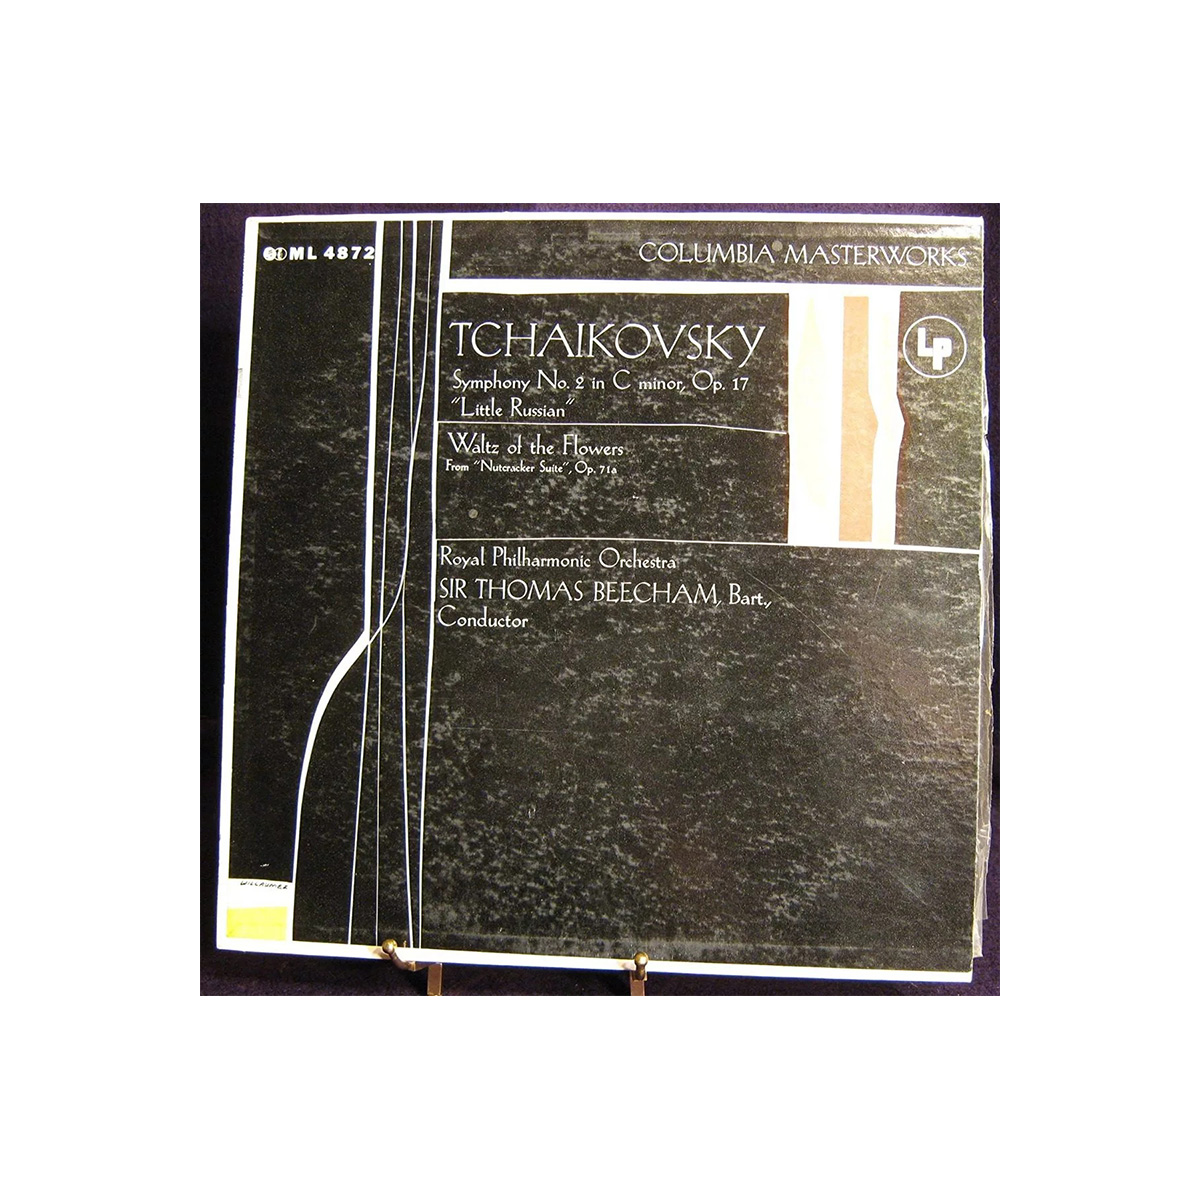 ML 4872
COLUMBIA MASTERWORKS
TCHAIKOVSKY
Symphony No. 2 in C minor, Op. 17
"Little Russian"
Lp
Waltz of the Flowers
From "Nutcracker Suite", Op. 71a
Royal Philharmonic Orchestra
SIR THOMAS BEECHAM, Bart.,
Conductor